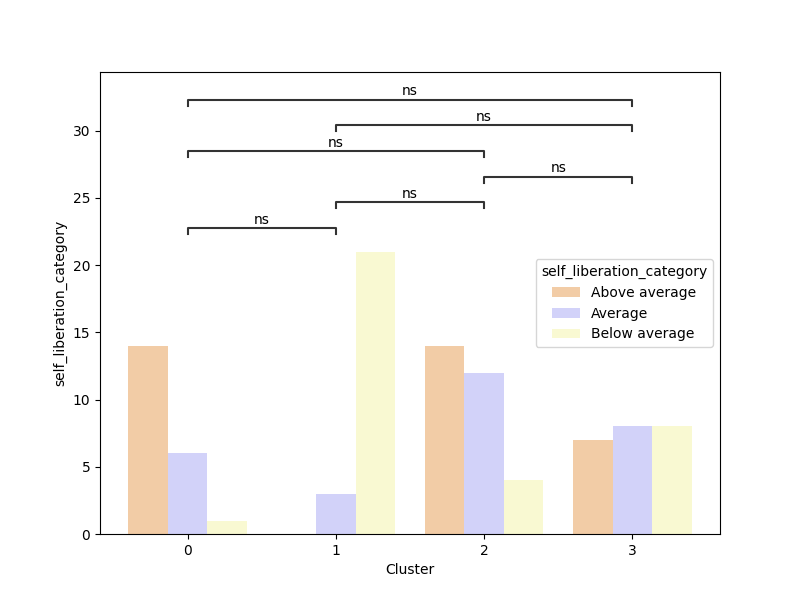 ns
ns
ns
ns
ns
ns
30
25
20
15
10
5
0
self_liberation_category
self_liberation_category
Above average
Average
Below average
0 1 2 3
Cluster